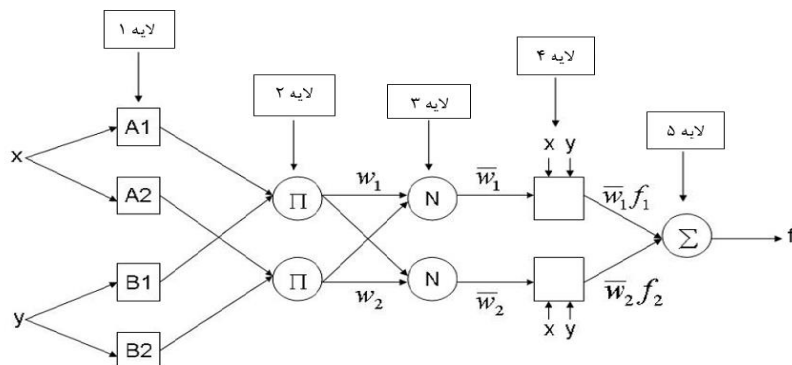 لایه ۱
لایه ۲
لایه ۳
لایه ۴
لایه ۵
x
y
A1
A2
B1
B2
Π
Π
w₁
w₂
N
N
w̅₁
w̅₂
x y
x y
w̅₁f₁
w̅₂f₂
Σ
f